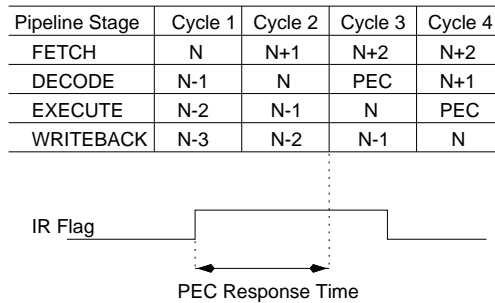 Pipeline Stage Cycle 1 Cycle 2 Cycle 3 Cycle 4
FETCH N N+1 N+2 N+2
DECODE N-1 N PEC N+1
EXECUTE N-2 N-1 N PEC
WRITEBACK N-3 N-2 N-1 N
IR Flag
PEC Response Time